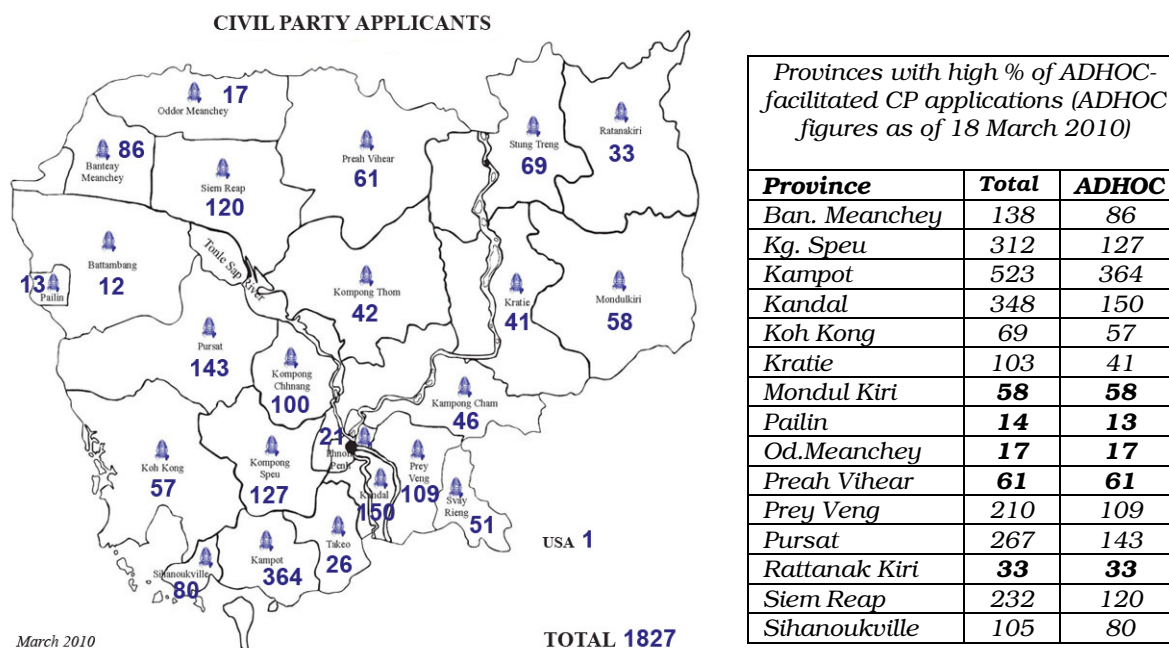 CIVIL PARTY APPLICANTS
17
Oddor Meanchey
86
Banteay
Meanchey
Siem Reap
120
Preah Vihear
61
Stung Treng
69
Ratanakiri
33
Battambang
12
13
Pailin
Tonle Sap River
Kompong Thom
42
Kratie
41
Mondulkiri
58
Pursat
143
Kompong
Chhnang
100
Kampong Cham
46
Koh Kong
57
Kompong
Speu
127
21
Phnom
Penh
Kandal
150
Prey
Veng
109
Svay
Rieng
51
Sihanoukville
80
Kampot
364
Takeo
26
USA 1
March 2010
TOTAL 1827
Provinces with high % of ADHOC-
facilitated CP applications (ADHOC
figures as of 18 March 2010)
Province Total ADHOC
Ban. Meanchey 138 86
Kg. Speu 312 127
Kampot 523 364
Kandal 348 150
Koh Kong 69 57
Kratie 103 41
Mondul Kiri 58 58
Pailin 14 13
Od.Meanchey 17 17
Preah Vihear 61 61
Prey Veng 210 109
Pursat 267 143
Rattanak Kiri 33 33
Siem Reap 232 120
Sihanoukville 105 80